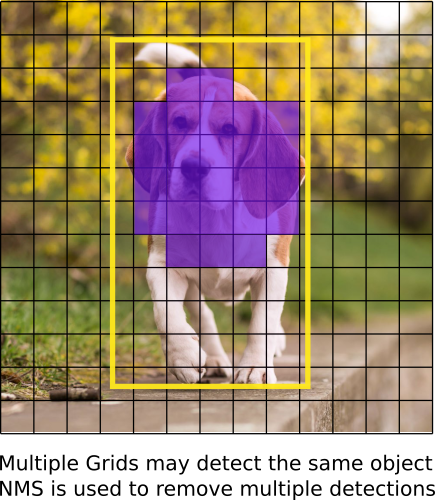 Multiple Grids may detect the same object
NMS is used to remove multiple detections